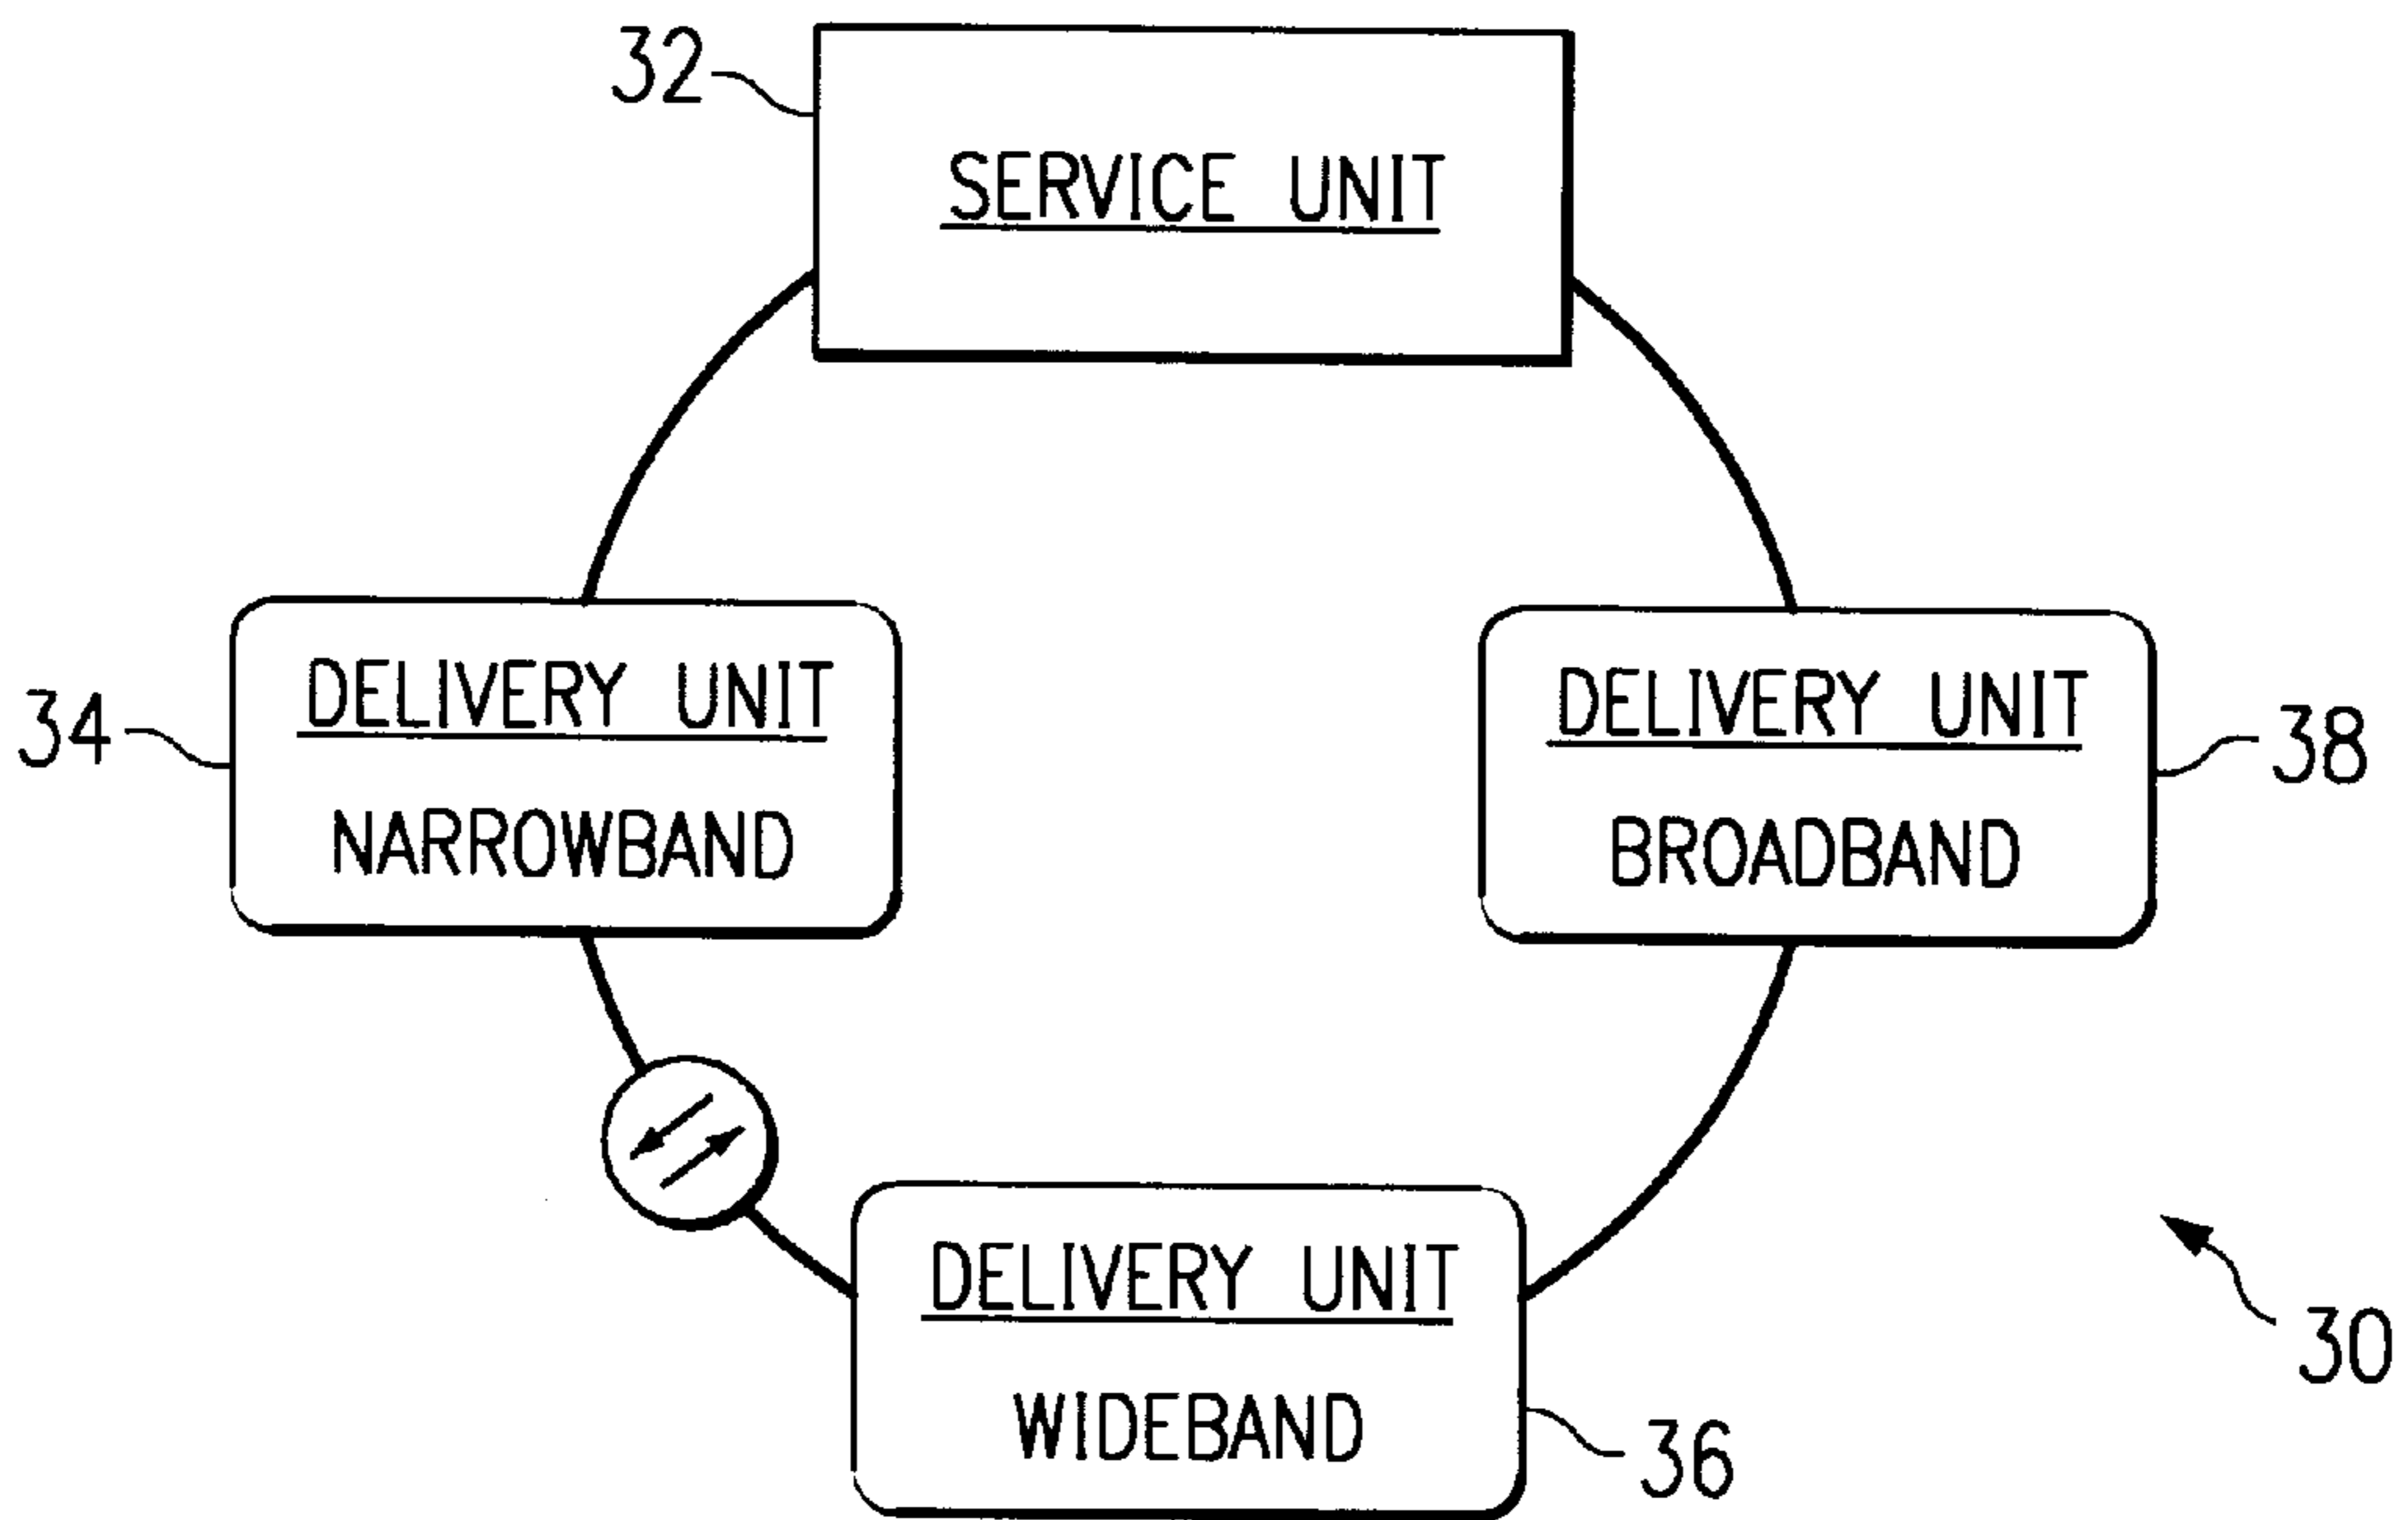 32
SERVICE UNIT
34
DELIVERY UNIT
NARROWBAND
DELIVERY UNIT
BROADBAND
38
DELIVERY UNIT
WIDEBAND
36
30